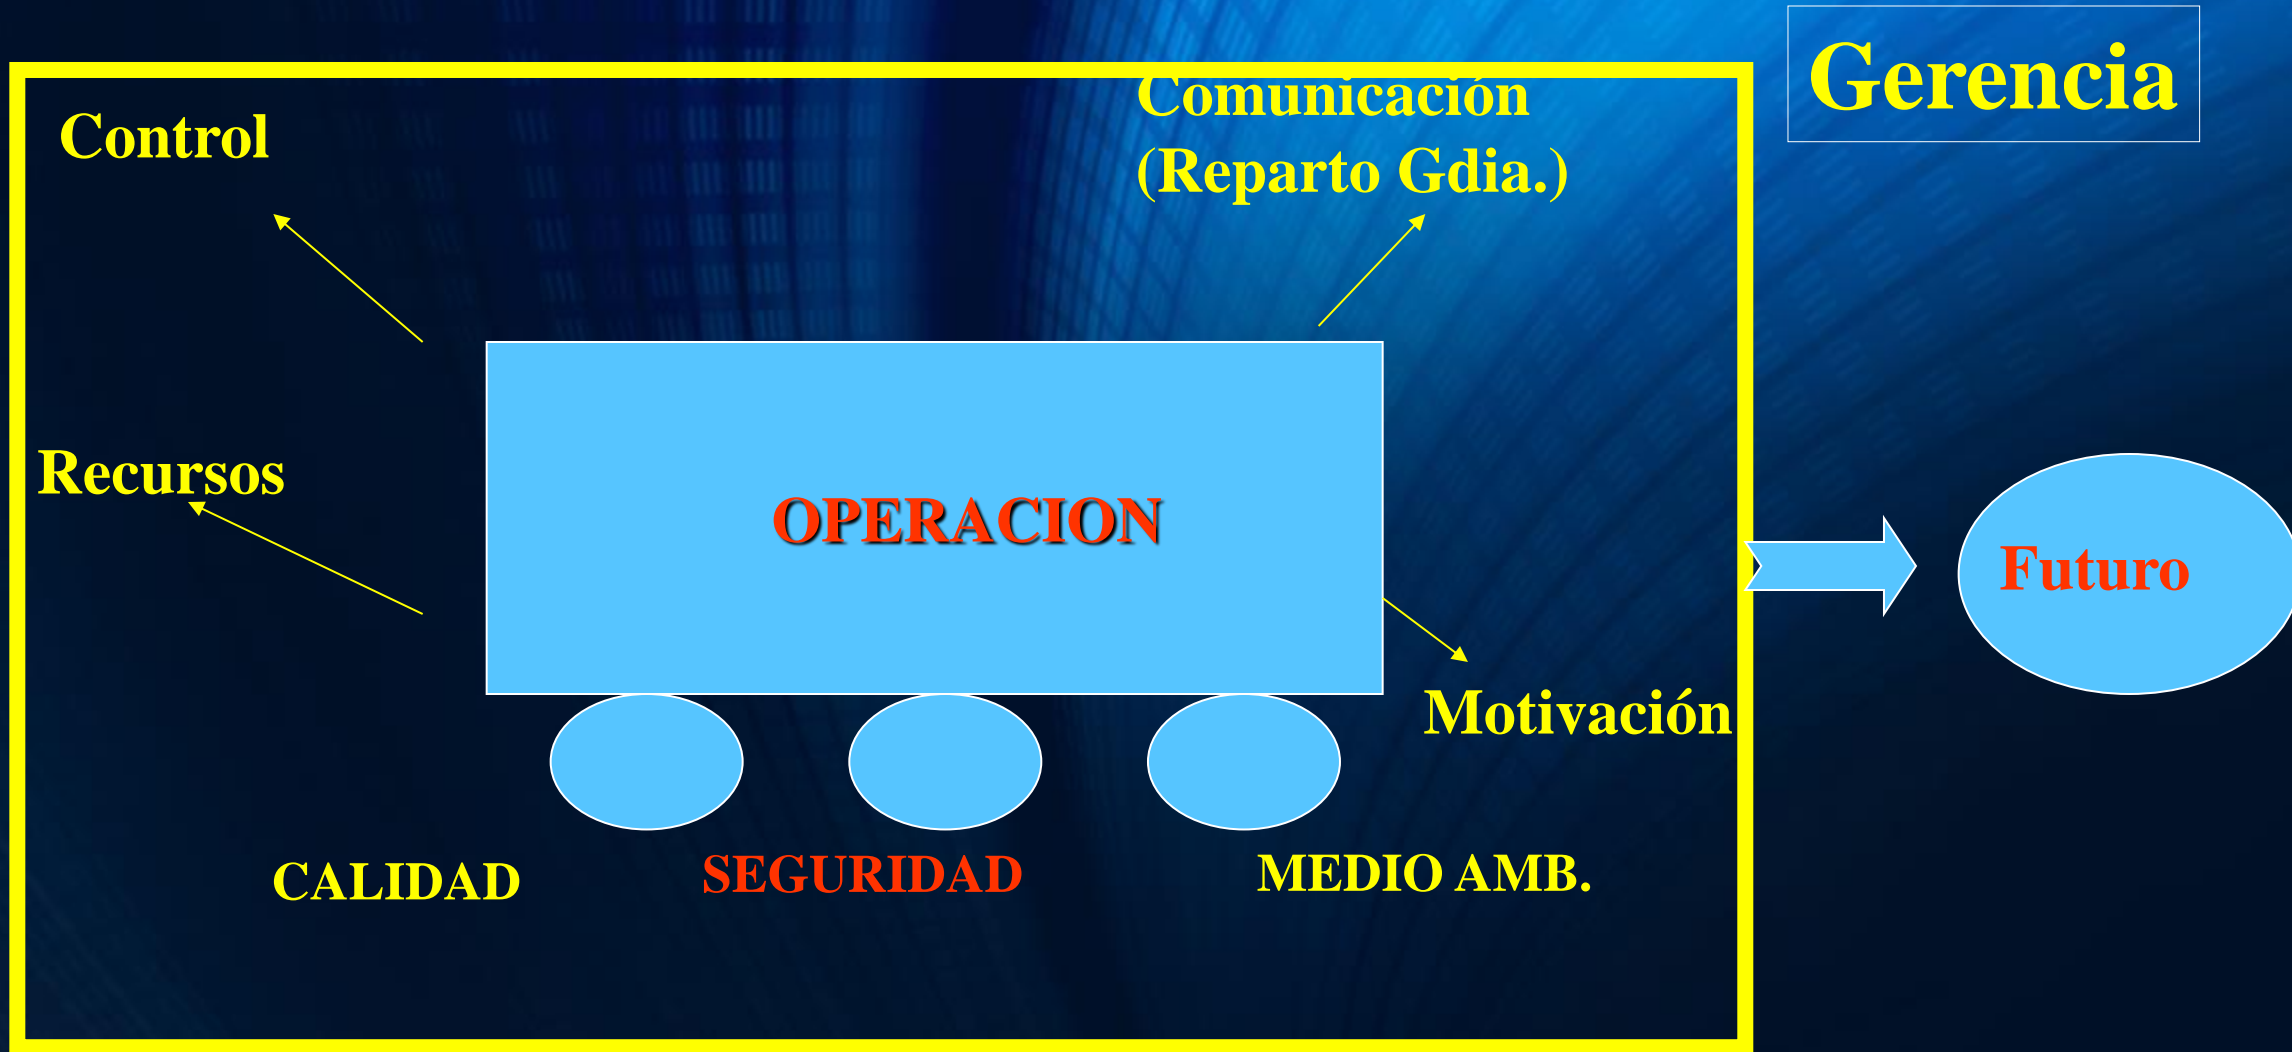 Gerencia
Control
Comunicación
(Reparto Gdia.)
Recursos
OPERACION
Futuro
Motivación
CALIDAD
SEGURIDAD
MEDIO AMB.